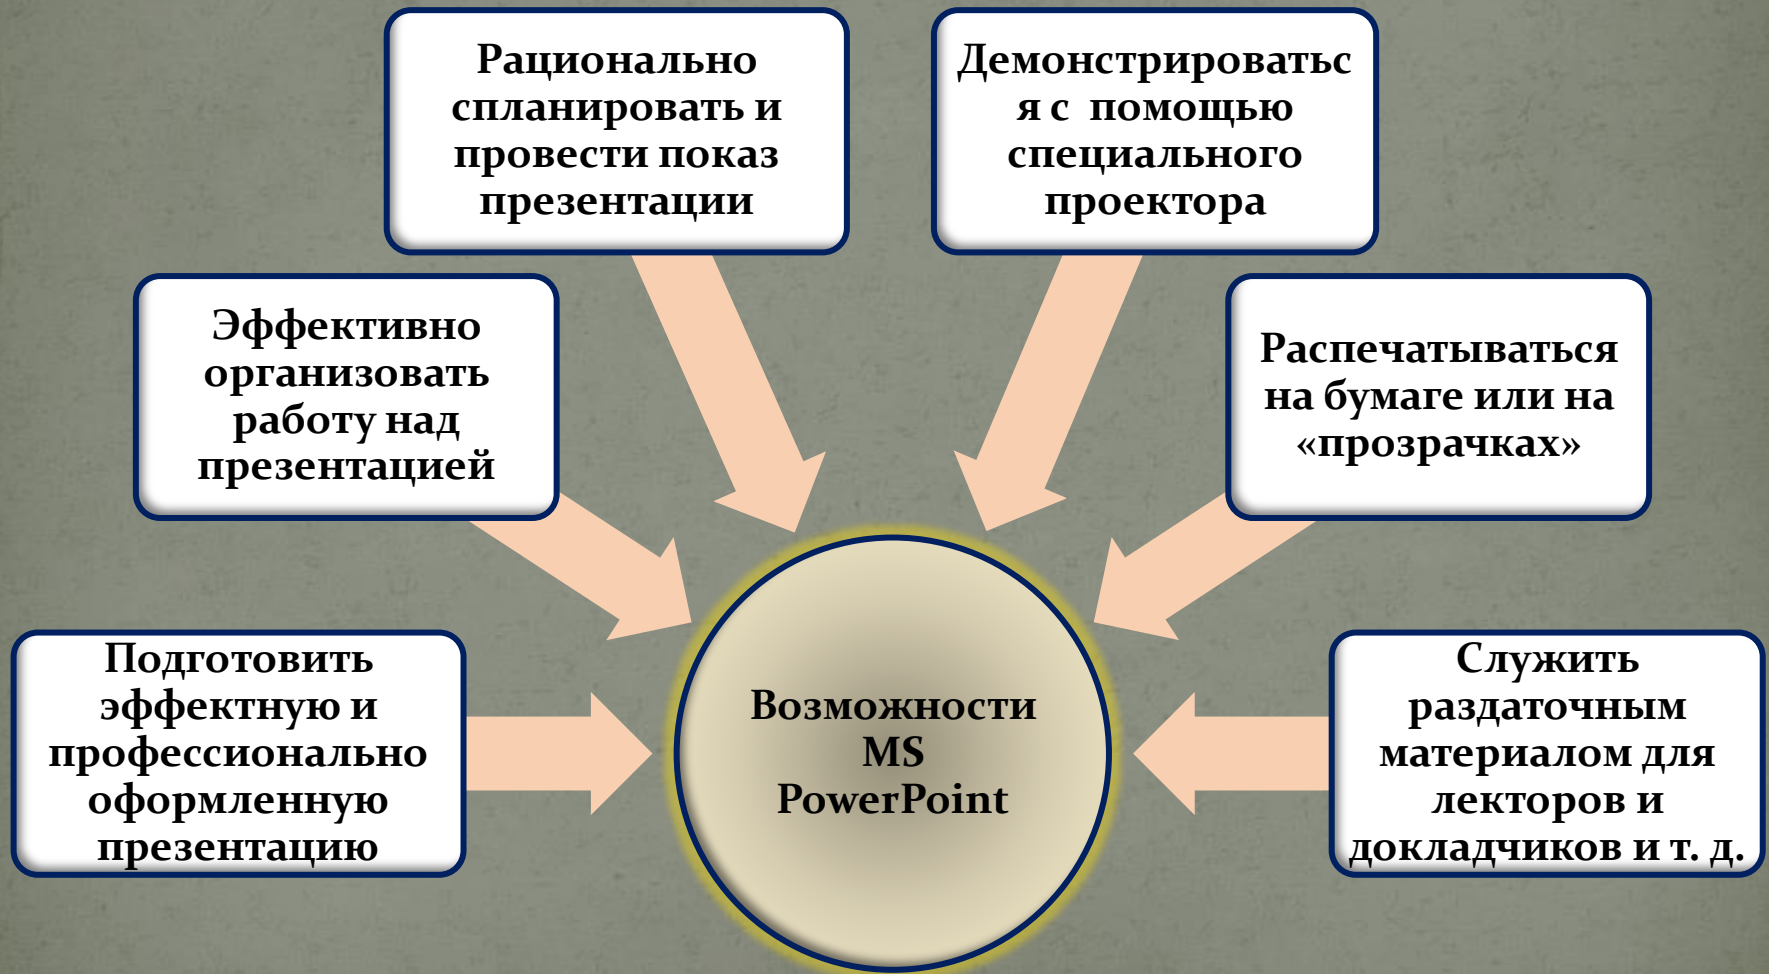 Рационально
спланировать и
провести показ
презентации
Демонстрироватьс
я с помощью
специального
проектора
Эффективно
организовать
работу над
презентацией
Распечатываться
на бумаге или на
«прозрачках»
Подготовить
эффектную и
профессионально
оформленную
презентацию
Возможности
MS
PowerPoint
Служить
раздаточным
материалом для
лекторов и
докладчиков и т. д.